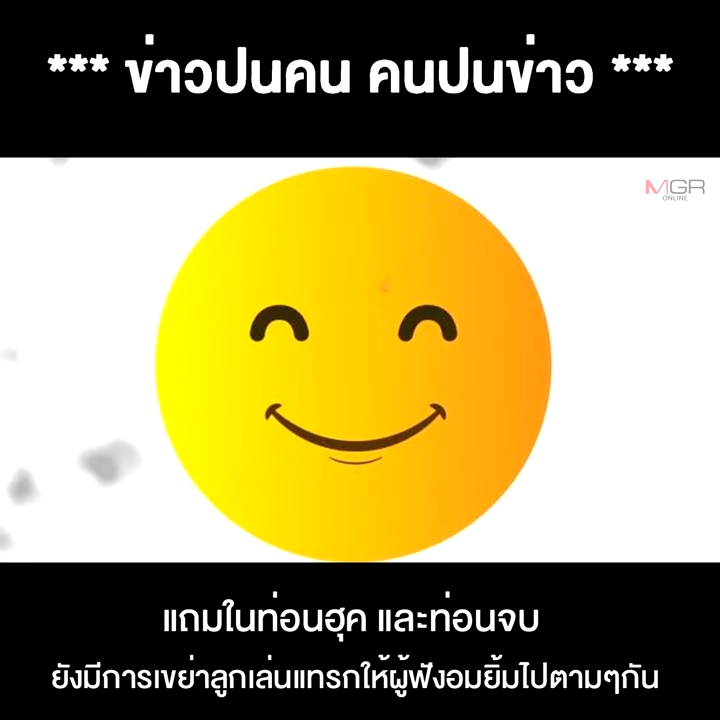 *** ข่าวปนคน คนปนข่าว ***
MGR
ONLINE
แถมในท่อนฮุค และท่อนจบ
ยังมีการเขย่าลูกเล่นแทรกให้ผู้ฟังอมยิ้มไปตามๆกัน